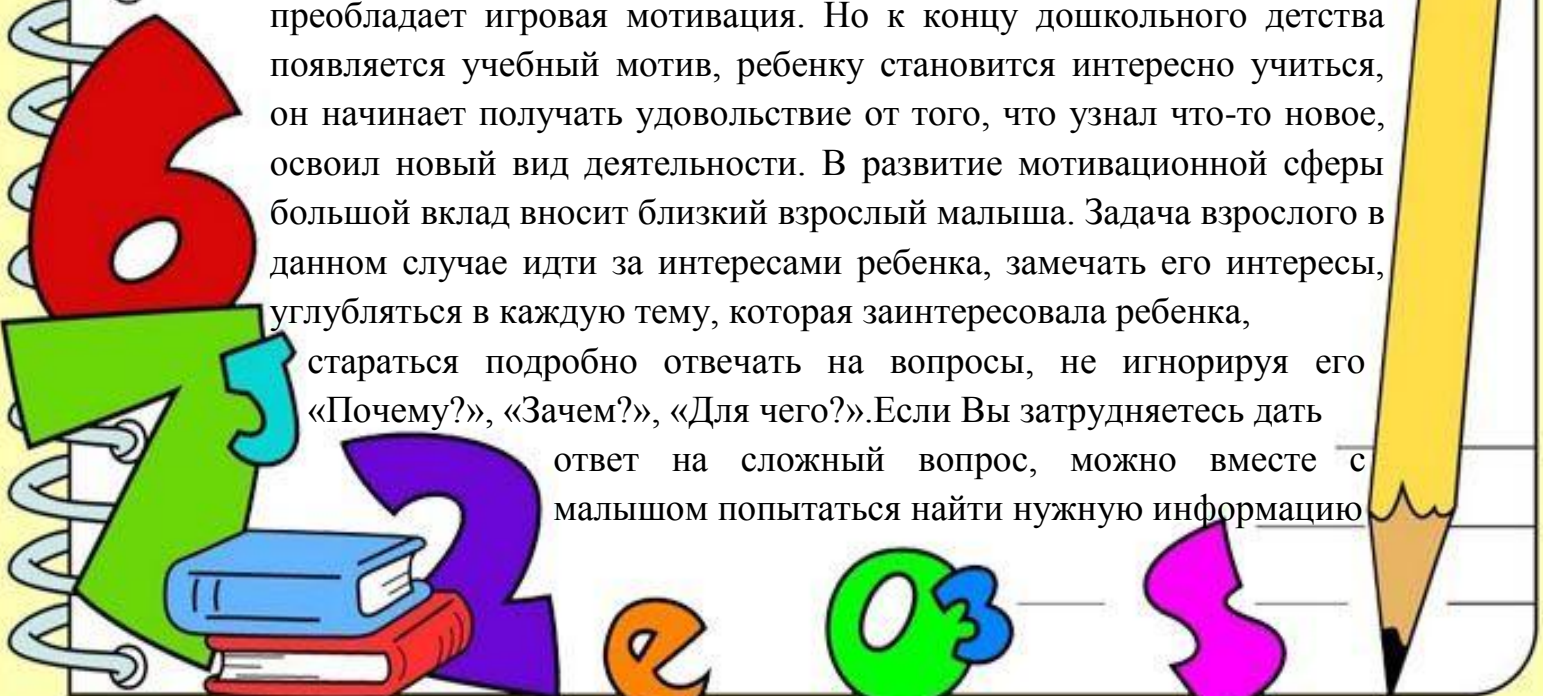 преобладает игровая мотивация. Но к концу дошкольного детства
появляется учебный мотив, ребенку становится интересно учиться,
он начинает получать удовольствие от того, что узнал что-то новое,
освоил новый вид деятельности. В развитие мотивационной сферы
большой вклад вносит близкий взрослый малыша. Задача взрослого в
данном случае идти за интересами ребенка, замечать его интересы,
углубляться в каждую тему, которая заинтересовала ребенка,
стараться подробно отвечать на вопросы, не игнорируя его
«Почему?», «Зачем?», «Для чего?».Если Вы затрудняетесь дать
ответ на сложный вопрос, можно вместе с
малышом попытаться найти нужную информацию